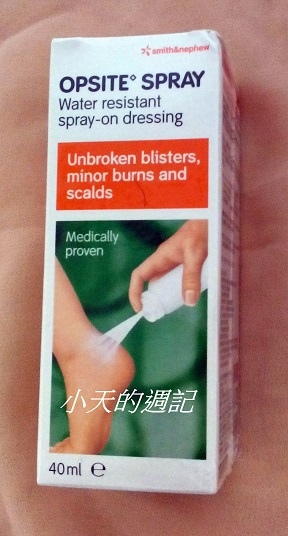 smith&nephew
OPSITE◊ SPRAY
Water resistant
spray-on dressing
Unbroken blisters,
minor burns and
scalds
Medically
proven
小天的週記
40ml ℮